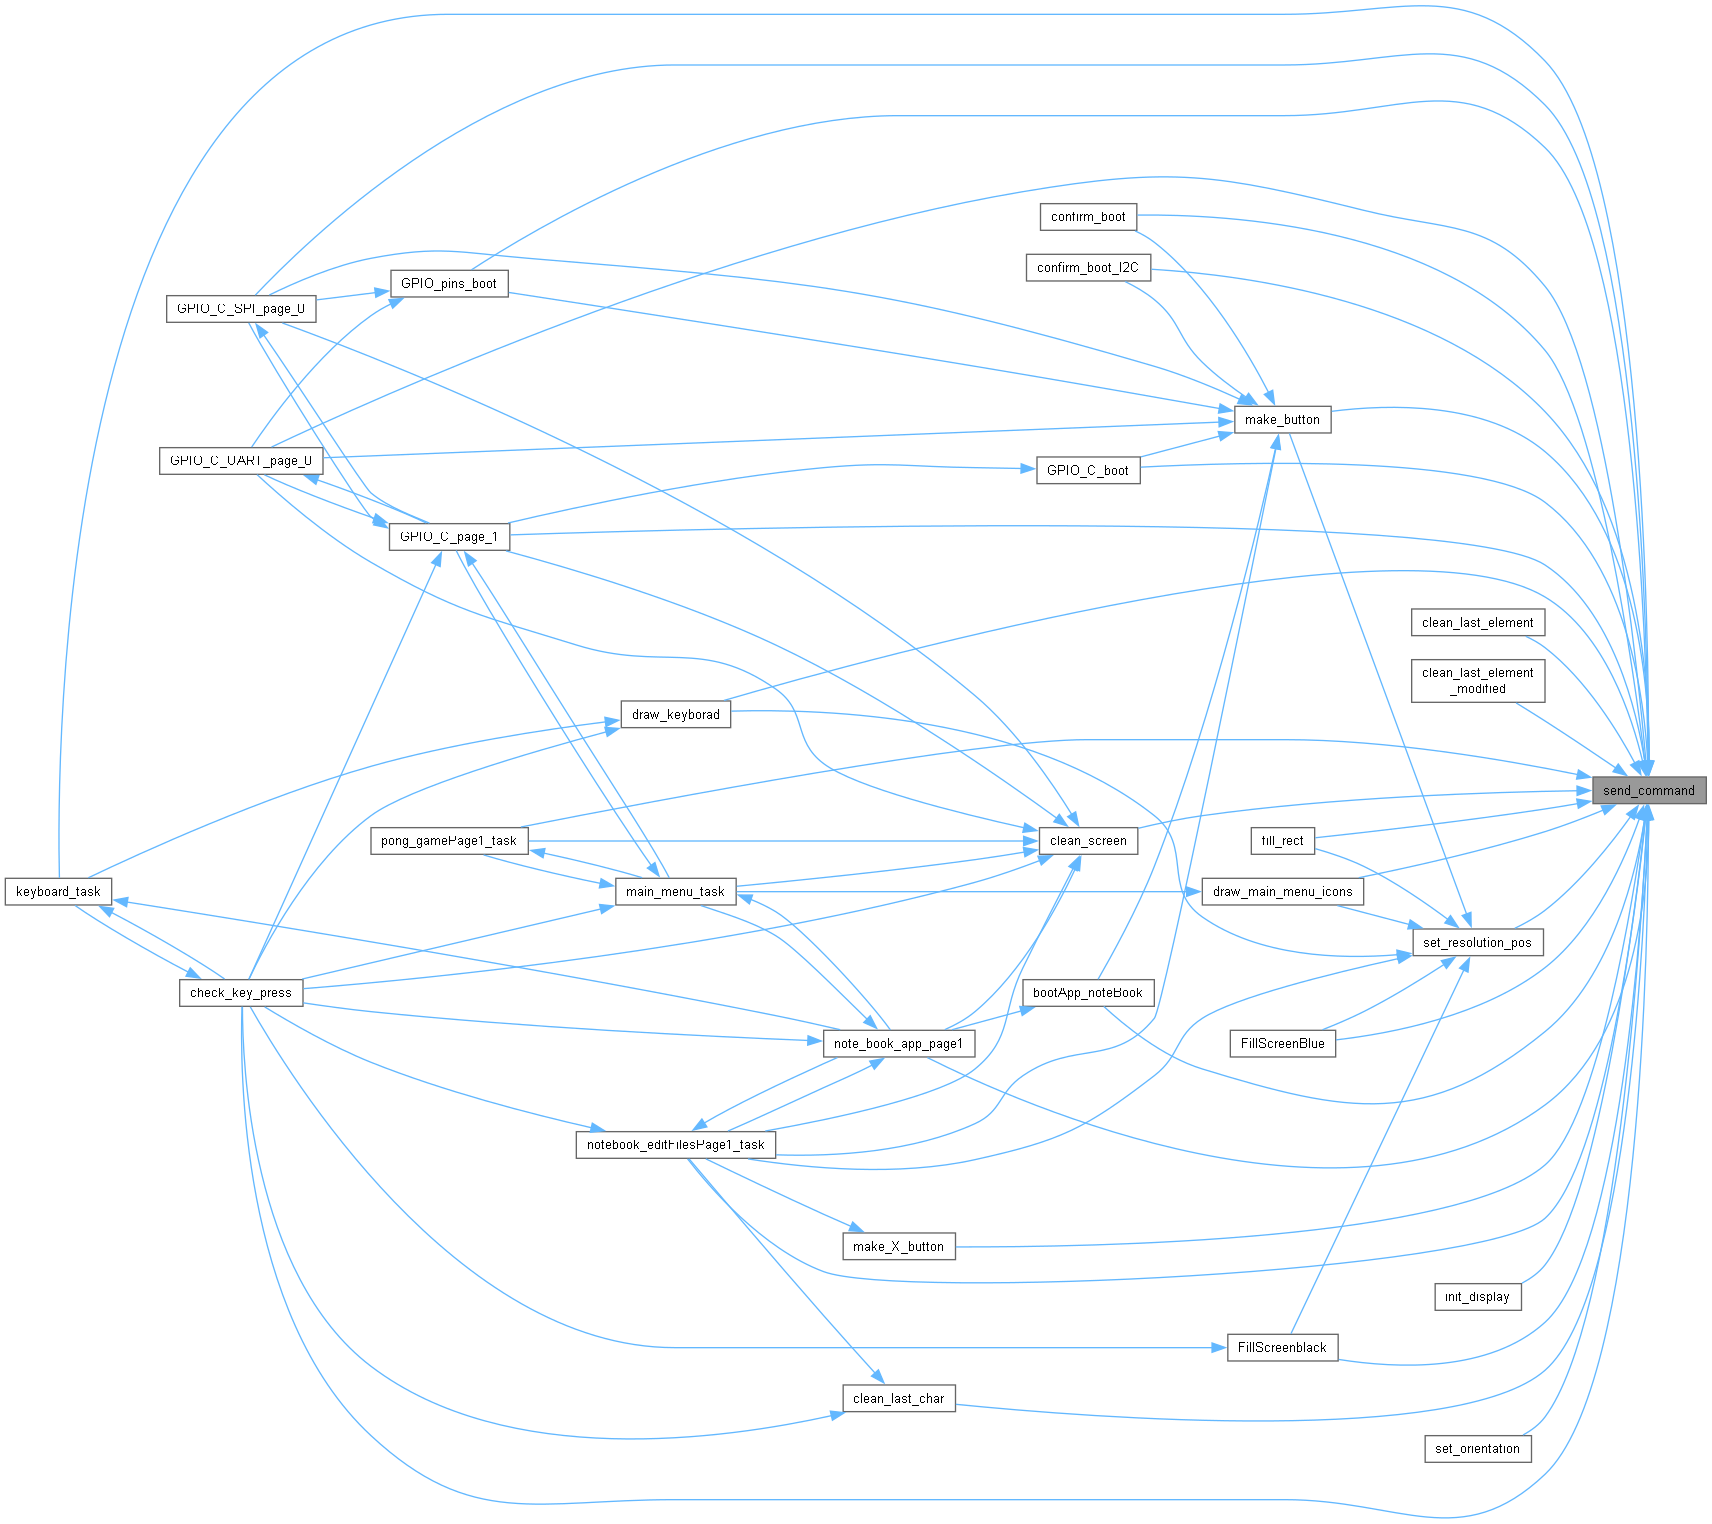 confirm_boot
confirm_boot_I2C
GPIO_pins_boot
GPIO_C_SPI_page_0
make_button
GPIO_C_UART_page_0
GPIO_C_boot
GPIO_C_page_1
clean_last_element
clean_last_element
_modified
draw_keyborad
send_command
pong_gamePage1_task
clean_screen
fill_rect
keyboard_task
main_menu_task
draw_main_menu_icons
set_resolution_pos
check_key_press
bootApp_noteBook
note_book_app_page1
FillScreenBlue
notebook_editFilesPage1_task
make_X_button
init_display
FillScreenblack
clean_last_char
set_orientation